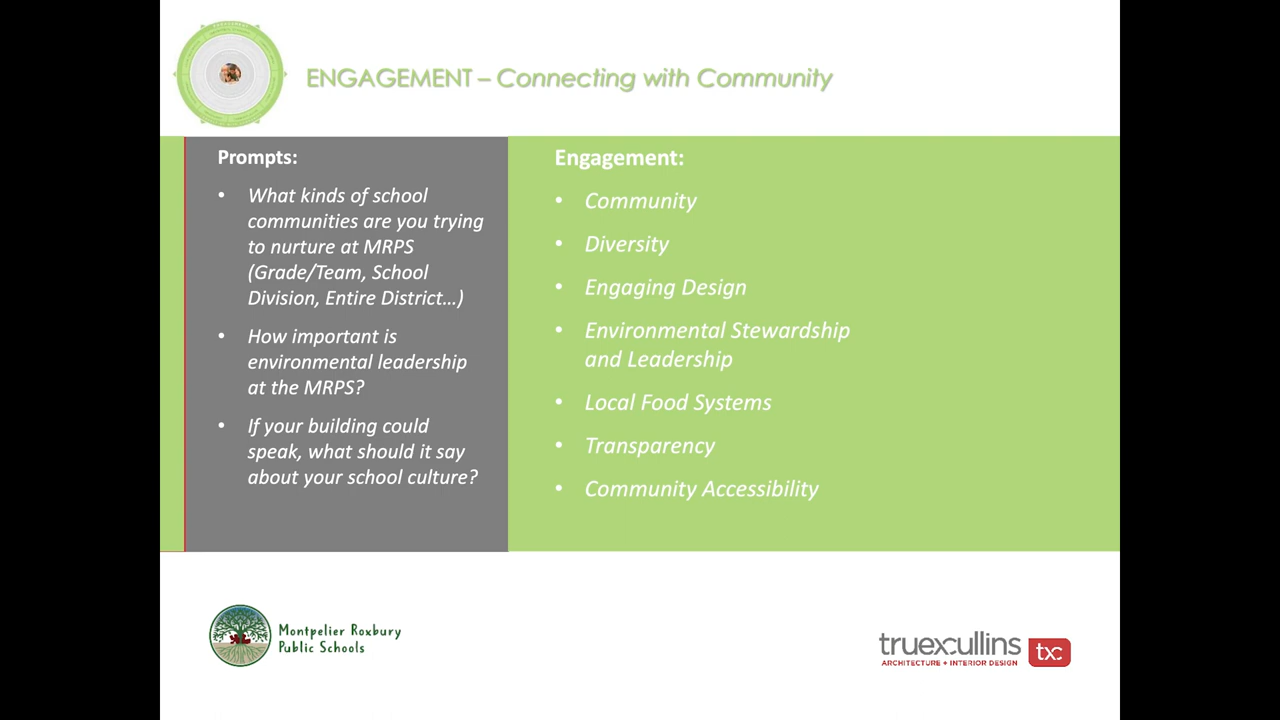 ENGAGEMENT – Connecting with Community
Prompts:
• What kinds of school
communities are you trying
to nurture at MRPS
(Grade/Team, School
Division, Entire District…)
• How important is
environmental leadership
at the MRPS?
• If your building could
speak, what should it say
about your school culture?
Engagement:
• Community
• Diversity
• Engaging Design
• Environmental Stewardship
and Leadership
• Local Food Systems
• Transparency
• Community Accessibility
Montpelier Roxbury
Public Schools
truexcullins
ARCHITECTURE + INTERIOR DESIGN
txc